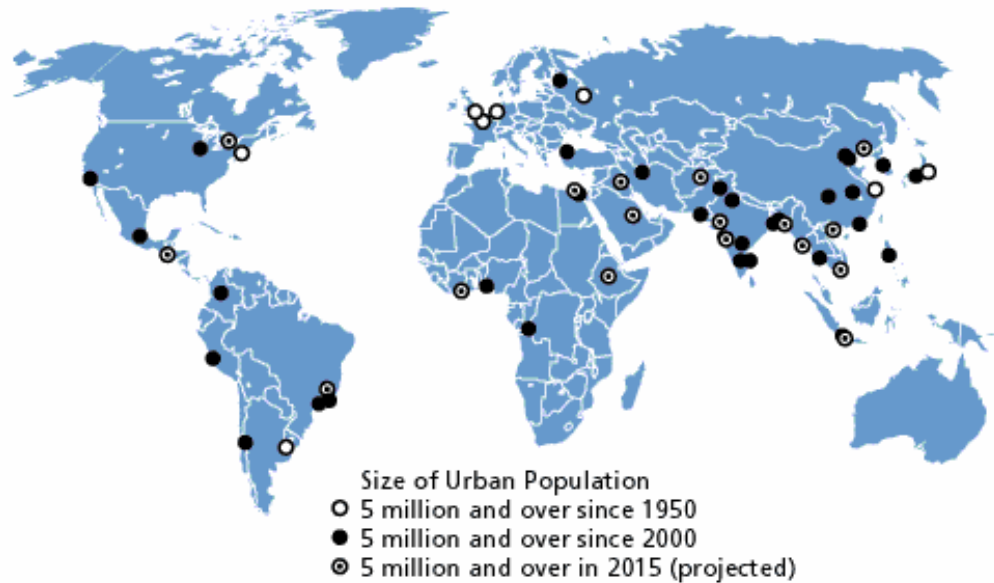 Size of Urban Population
5 million and over since 1950
5 million and over since 2000
5 million and over in 2015 (projected)